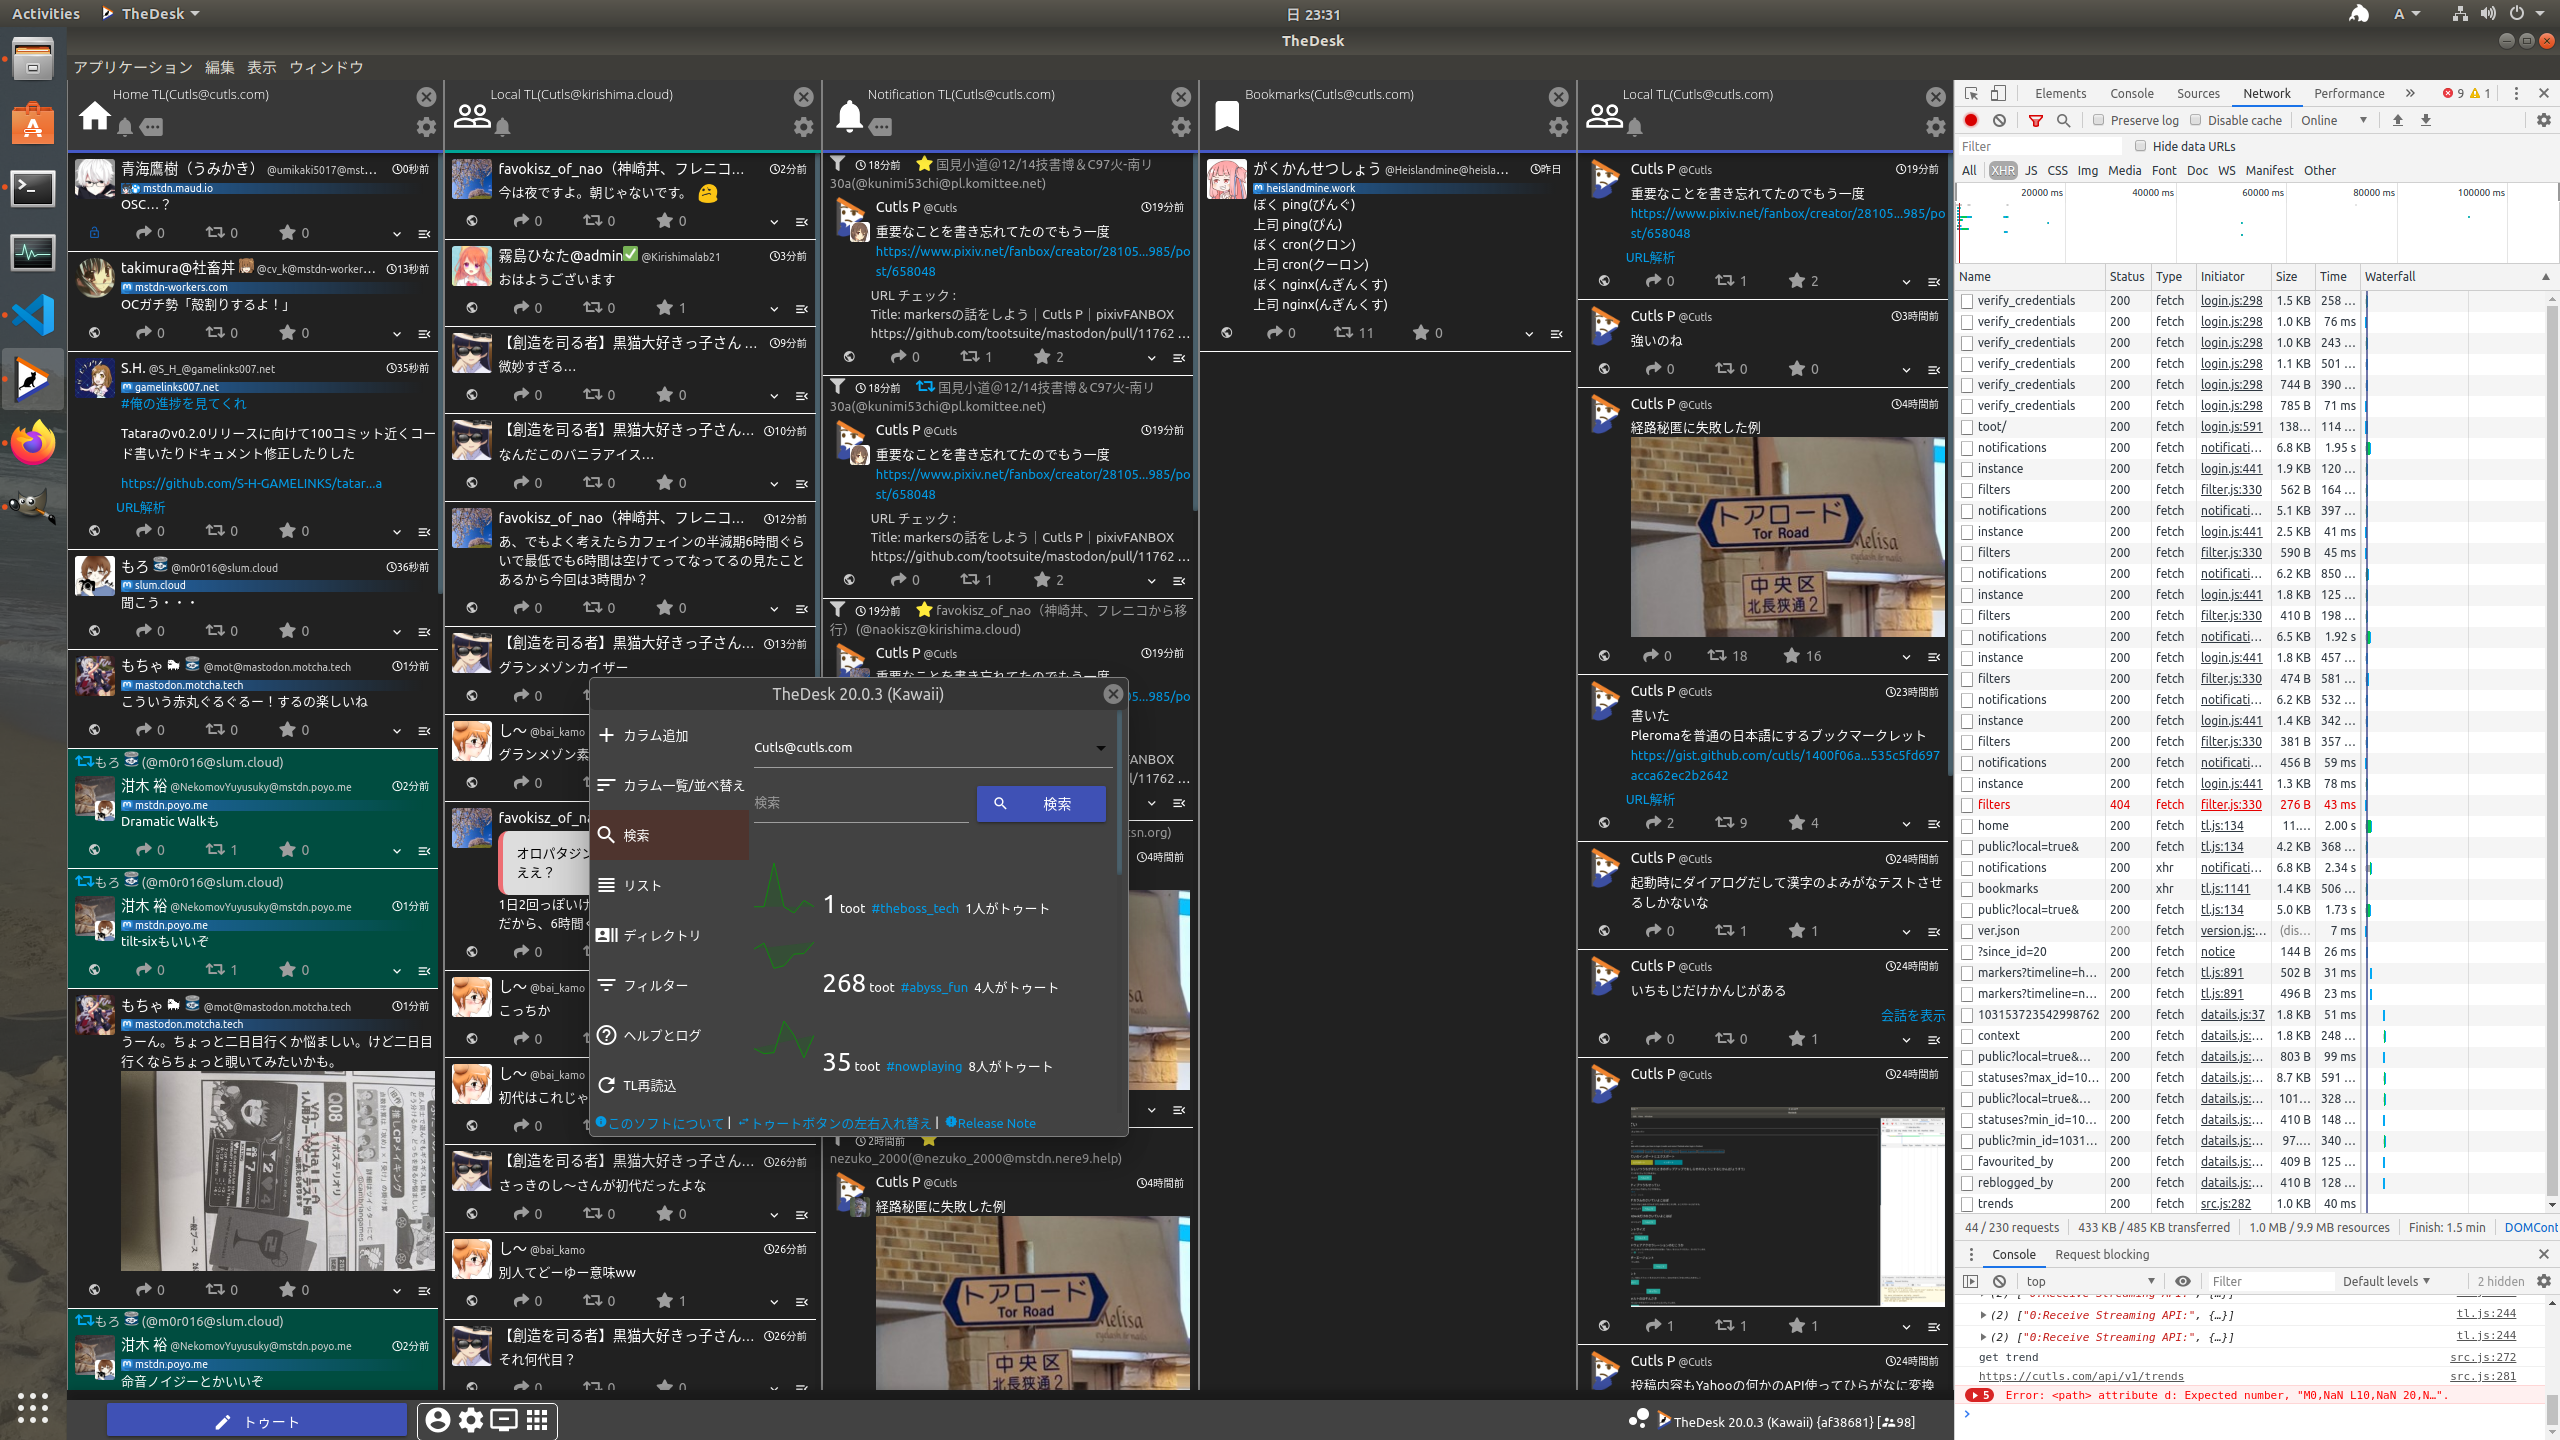 Activities
TheDesk
日 23:31
A
TheDesk
アプリケーション 編集 表示 ウィンドウ
Home TL(Cutls@cutls.com)
青海鷹樹（うみかき） @umikaki5017@mst… 0秒前
mstdn.maud.io
OSC…？
0 0 0
takimura@社畜丼 @cv_k@mstdn-worker… 13秒前
mstdn-workers.com
OCガチ勢「殻割りするよ！」
0 0 0
S.H. @S_H_@gamelinks007.net 35秒前
gamelinks007.net
#俺の進捗を見てくれ
Tataraのv0.2.0リリースに向けて100コミット近くコー
ド書いたりドキュメント修正したりした
https://github.com/S-H-GAMELINKS/tatar…a
URL解析
0 0 0
もろ @m0r016@slum.cloud 36秒前
slum.cloud
聞こう・・・
0 0 0
もちゃ @mot@mastodon.motcha.tech 1分前
mastodon.motcha.tech
こういう赤丸ぐるぐるー！するの楽しいね
0 0 0
もろ (@m0r016@slum.cloud)
泔木 裕 @NekomovYuyusuky@mstdn.poyo.me 2分前
mstdn.poyo.me
Dramatic Walkも
0 1 0
もろ (@m0r016@slum.cloud)
泔木 裕 @NekomovYuyusuky@mstdn.poyo.me 1分前
mstdn.poyo.me
tilt-sixもいいぞ
0 1 0
もちゃ @mot@mastodon.motcha.tech 1分前
mastodon.motcha.tech
うーん。ちょっと二日目行くか悩ましい。けど二日目
行くならちょっと覗いてみたいかも。
Q08
推しCPメイキング
0 0 0
もろ (@m0r016@slum.cloud)
泔木 裕 @NekomovYuyusuky@mstdn.poyo.me 2分前
mstdn.poyo.me
命音ノイジーとかいいぞ
トゥート
Local TL(Cutls@kirishima.cloud)
favokisz_of_nao（神崎丼、フレニコ… 2分前
今は夜ですよ。朝じゃないです。
0 0 0
霧島ひなた@admin @Kirishimalab21 3分前
おはようございます
0 0 1
【創造を司る者】黒猫大好きっ子さん … 9分前
微妙すぎる…
0 0 0
【創造を司る者】黒猫大好きっ子さん… 10分前
なんだこのバニラアイス…
0 0 0
favokisz_of_nao（神崎丼、フレニコ… 12分前
あ、でもよく考えたらカフェインの半減期6時間ぐら
いで最低でも6時間は空けてってなってるの見たこと
あるから今回は3時間か？
0 0 0
【創造を司る者】黒猫大好きっ子さん… 13分前
グランメゾンカイザー
0
し〜 @bai_kamo
グランメゾン素
0
favokisz_of_na
オロパタジン
ええ？
1日2回っぽいけ
だから、6時間く
0
し〜 @bai_kamo
こっちか
0
し〜 @bai_kamo
初代はこれじゃ
0
【創造を司る者】黒猫大好きっ子さん… 26分前
さっきのし〜さんが初代だったよな
0 0 0
し〜 @bai_kamo 26分前
別人てどーゆー意味ww
0 0 1
【創造を司る者】黒猫大好きっ子さん… 26分前
それ何代目？
0 0 0
Notification TL(Cutls@cutls.com)
18分前 国見小道@12/14技書博＆C97火-南リ
30a(@kunimi53chi@pl.komittee.net)
Cutls P @Cutls 19分前
重要なことを書き忘れてたのでもう一度
https://www.pixiv.net/fanbox/creator/28105…985/po
st/658048
URL チェック :
Title: markersの話をしよう｜Cutls P｜pixivFANBOX
https://github.com/tootsuite/mastodon/pull/11762 …
0 1 2
18分前 国見小道@12/14技書博＆C97火-南リ
30a(@kunimi53chi@pl.komittee.net)
Cutls P @Cutls 19分前
重要なことを書き忘れてたのでもう一度
https://www.pixiv.net/fanbox/creator/28105…985/po
st/658048
URL チェック :
Title: markersの話をしよう｜Cutls P｜pixivFANBOX
https://github.com/tootsuite/mastodon/pull/11762 …
0 1 2
19分前 favokisz_of_nao（神崎丼、フレニコから移
行）(@naokisz@kirishima.cloud)
Cutls P @Cutls 19分前
重要なことを書き忘れてたのでもう一度
5…985/po
ANBOX
/11762 …
sn.org)
4時間前
2時間前
nezuko_2000(@nezuko_2000@mstdn.nere9.help)
Cutls P @Cutls 4時間前
経路秘匿に失敗した例
トアロード
Tor Road
Melisa
中央区
北長狭通2
TheDesk 20.0.3 (Kawaii)
カラム追加
カラム一覧/並べ替え
検索
リスト
ディレクトリ
フィルター
ヘルプとログ
TL再読込
Cutls@cutls.com
検索
検索
1 toot #theboss_tech 1人がトゥート
268 toot #abyss_fun 4人がトゥート
35 toot #nowplaying 8人がトゥート
このソフトについて | トゥートボタンの左右入れ替え | Release Note
Bookmarks(Cutls@cutls.com)
がくかんせつしょう @Heislandmine@heisla… 昨日
heislandmine.work
ぼく ping(ぴんぐ)
上司 ping(ぴん)
ぼく cron(クロン)
上司 cron(クーロン)
ぼく nginx(んぎんくす)
上司 nginx(んぎんくす)
0 11 0
Local TL(Cutls@cutls.com)
Cutls P @Cutls 19分前
重要なことを書き忘れてたのでもう一度
https://www.pixiv.net/fanbox/creator/28105…985/po
st/658048
URL解析
0 1 2
Cutls P @Cutls 3時間前
強いのね
0 0 0
Cutls P @Cutls 4時間前
経路秘匿に失敗した例
トアロード
Tor Road
Melisa
中央区
北長狭通2
0 18 16
Cutls P @Cutls 23時間前
書いた
Pleromaを普通の日本語にするブックマークレット
https://gist.github.com/cutls/1400f06a…535c5fd697
acca62ec2b2642
URL解析
2 9 4
Cutls P @Cutls 24時間前
起動時にダイアログだして漢字のよみがなテストさせ
るしかないな
0 1 1
Cutls P @Cutls 24時間前
いちもじだけかんじがある
会話を表示
0 0 1
Cutls P @Cutls 24時間前
1 1 1
Cutls P @Cutls 24時間前
投稿内容もYahooの何かのAPI使ってひらがなに変換
TheDesk 20.0.3 (Kawaii) {af38681} [98]
Elements Console Sources Network Performance » 9 1
Preserve log Disable cache Online
Filter Hide data URLs
All XHR JS CSS Img Media Font Doc WS Manifest Other
20000 ms 40000 ms 60000 ms 80000 ms 100000 ms
Name Status Type Initiator Size Time Waterfall
verify_credentials 200 fetch login.js:298 1.5 KB 258 …
verify_credentials 200 fetch login.js:298 1.0 KB 76 ms
verify_credentials 200 fetch login.js:298 1.0 KB 243 …
verify_credentials 200 fetch login.js:298 1.1 KB 501 …
verify_credentials 200 fetch login.js:298 744 B 390 …
verify_credentials 200 fetch login.js:298 785 B 71 ms
toot/ 200 fetch login.js:591 138… 114 …
notifications 200 fetch notificati… 6.8 KB 1.95 s
instance 200 fetch login.js:441 1.9 KB 120 …
filters 200 fetch filter.js:330 562 B 164 …
notifications 200 fetch notificati… 5.1 KB 397 …
instance 200 fetch login.js:441 2.5 KB 41 ms
filters 200 fetch filter.js:330 590 B 45 ms
notifications 200 fetch notificati… 6.2 KB 850 …
instance 200 fetch login.js:441 1.8 KB 125 …
filters 200 fetch filter.js:330 410 B 198 …
notifications 200 fetch notificati… 6.5 KB 1.92 s
instance 200 fetch login.js:441 1.8 KB 457 …
filters 200 fetch filter.js:330 474 B 581 …
notifications 200 fetch notificati… 6.2 KB 532 …
instance 200 fetch login.js:441 1.4 KB 342 …
filters 200 fetch filter.js:330 381 B 357 …
notifications 200 fetch notificati… 456 B 59 ms
instance 200 fetch login.js:441 1.3 KB 78 ms
filters 404 fetch filter.js:330 276 B 43 ms
home 200 fetch tl.js:134 11.… 2.00 s
public?local=true& 200 fetch tl.js:134 4.2 KB 368 …
notifications 200 xhr notificati… 6.8 KB 2.34 s
bookmarks 200 xhr tl.js:1141 1.4 KB 506 …
public?local=true& 200 fetch tl.js:134 5.0 KB 1.73 s
ver.json 200 fetch version.js:… (dis… 7 ms
?since_id=20 200 fetch notice 144 B 26 ms
markers?timeline=h… 200 fetch tl.js:891 502 B 31 ms
markers?timeline=n… 200 fetch tl.js:891 496 B 23 ms
103153723542998762 200 fetch datails.js:37 1.8 KB 51 ms
context 200 fetch datails.js:… 1.8 KB 248 …
public?local=true&… 200 fetch datails.js:… 803 B 99 ms
statuses?max_id=10… 200 fetch datails.js:… 8.7 KB 591 …
public?local=true&… 200 fetch datails.js:… 101… 328 …
statuses?min_id=10… 200 fetch datails.js:… 410 B 148 …
public?min_id=1031… 200 fetch datails.js:… 97.… 340 …
favourited_by 200 fetch datails.js:… 409 B 125 …
reblogged_by 200 fetch datails.js:… 410 B 128 …
trends 200 fetch src.js:282 1.0 KB 40 ms
44 / 230 requests 433 KB / 485 KB transferred 1.0 MB / 9.9 MB resources Finish: 1.5 min DOMCont
Console Request blocking
top Filter Default levels 2 hidden
(2) ["0:Receive Streaming API:", {…}]
(2) ["0:Receive Streaming API:", {…}] tl.js:244
(2) ["0:Receive Streaming API:", {…}] tl.js:244
get trend src.js:272
https://cutls.com/api/v1/trends src.js:281
5 Error: <path> attribute d: Expected number, "M0,NaN L10,NaN 20,N…".